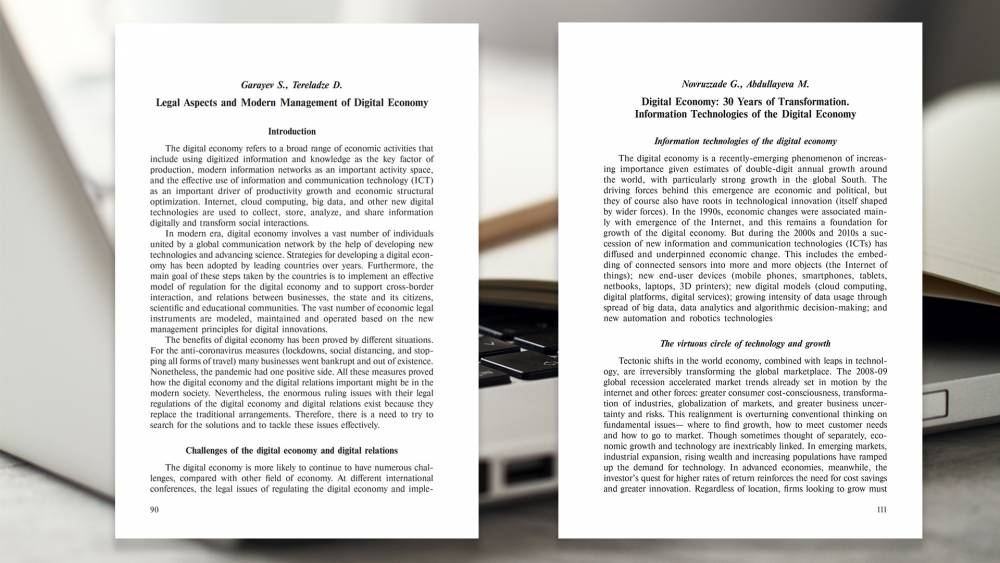 Garayev S., Tereladze D.
Legal Aspects and Modern Management of Digital Economy
Introduction
The digital economy refers to a broad range of economic activities that
include using digitized information and knowledge as the key factor of
production, modern information networks as an important activity space,
and the effective use of information and communication technology (ICT)
as an important driver of productivity growth and economic structural
optimization. Internet, cloud computing, big data, and other new digital
technologies are used to collect, store, analyze, and share information
digitally and transform social interactions.
In modern era, digital economy involves a vast number of individuals
united by a global communication network by the help of developing new
technologies and advancing science. Strategies for developing a digital econ-
omy has been adopted by leading countries over years. Furthermore, the
main goal of these steps taken by the countries is to implement an effective
model of regulation for the digital economy and to support cross-border
interaction, and relations between businesses, the state and its citizens,
scientific and educational communities. The vast number of economic legal
instruments are modeled, maintained and operated based on the new
management principles for digital innovations.
The benefits of digital economy has been proved by different situations.
For the anti-coronavirus measures (lockdowns, social distancing, and stop-
ping all forms of travel) many businesses went bankrupt and out of existence.
Nonetheless, the pandemic had one positive side. All these measures proved
how the digital economy and the digital relations important might be in the
modern society. Nevertheless, the enormous ruling issues with their legal
regulations of the digital economy and digital relations exist because they
replace the traditional arrangements. Therefore, there is a need to try to
search for the solutions and to tackle these issues effectively.
Challenges of the digital economy and digital relations
The digital economy is more likely to continue to have numerous chal-
lenges, compared with other field of economy. At different international
conferences, the legal issues of regulating the digital economy and imple-
90
Novruzzade G., Abdullayeva M.
Digital Economy: 30 Years of Transformation.
Information Technologies of the Digital Economy
Information technologies of the digital economy
The digital economy is a recently-emerging phenomenon of increas-
ing importance given estimates of double-digit annual growth around
the world, with particularly strong growth in the global South. The
driving forces behind this emergence are economic and political, but
they of course also have roots in technological innovation (itself shaped
by wider forces). In the 1990s, economic changes were associated main-
ly with emergence of the Internet, and this remains a foundation for
growth of the digital economy. But during the 2000s and 2010s a suc-
cession of new information and communication technologies (ICTs) has
diffused and underpinned economic change. This includes the embed-
ding of connected sensors into more and more objects (the Internet of
things); new end-user devices (mobile phones, smartphones, tablets,
netbooks, laptops, 3D printers); new digital models (cloud computing,
digital platforms, digital services); growing intensity of data usage through
spread of big data, data analytics and algorithmic decision-making; and
new automation and robotics technologies
The virtuous circle of technology and growth
Tectonic shifts in the world economy, combined with leaps in technol-
ogy, are irreversibly transforming the global marketplace. The 2008-09
global recession accelerated market trends already set in motion by the
internet and other forces: greater consumer cost-consciousness, transforma-
tion of industries, globalization of markets, and greater business uncer-
tainty and risks. This realignment is overturning conventional thinking on
fundamental issues— where to find growth, how to meet customer needs
and how to go to market. Though sometimes thought of separately, eco-
nomic growth and technology are inextricably linked. In emerging markets,
industrial expansion, rising wealth and increasing populations have ramped
up the demand for technology. In advanced economies, meanwhile, the
investor's quest for higher rates of return reinforces the need for cost savings
and greater innovation. Regardless of location, firms looking to grow must
111